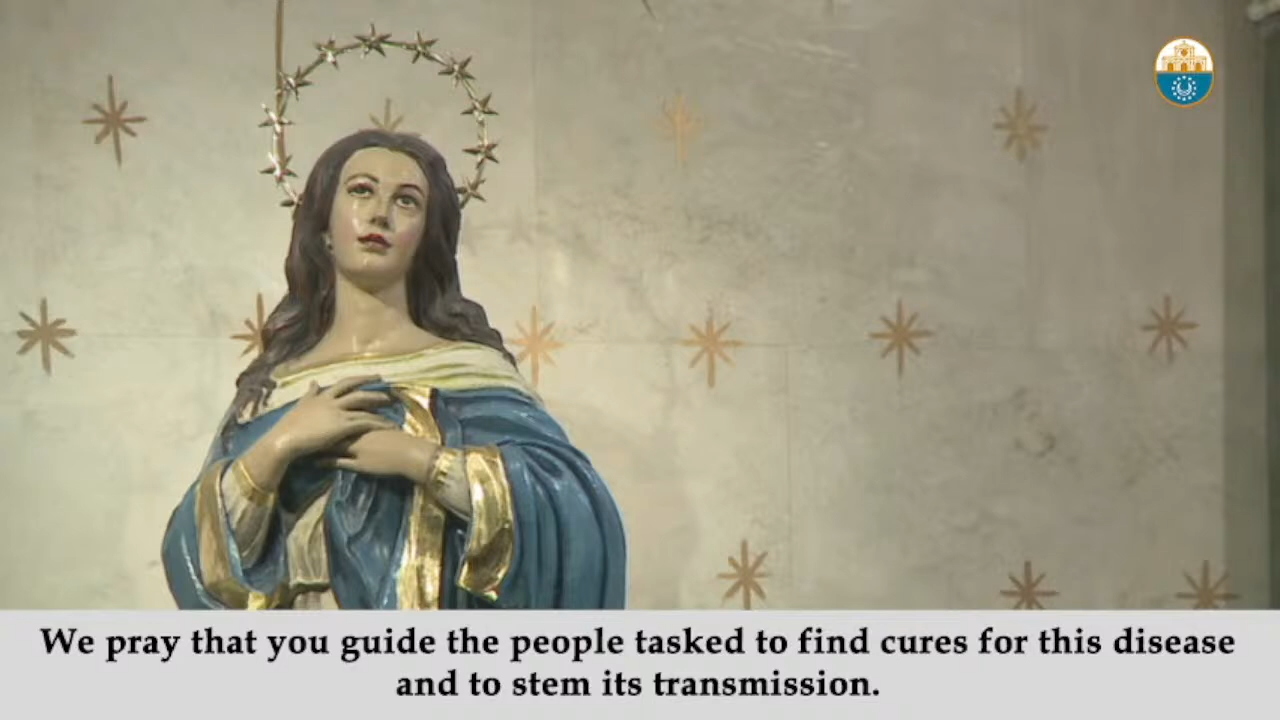 We pray that you guide the people tasked to find cures for this disease
and to stem its transmission.